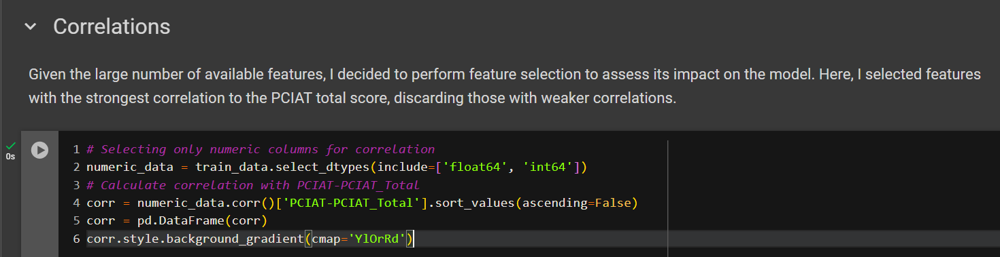 Correlations
Given the large number of available features, I decided to perform feature selection to assess its impact on the model. Here, I selected features
with the strongest correlation to the PCIAT total score, discarding those with weaker correlations.
0s
1 # Selecting only numeric columns for correlation
2 numeric_data = train_data.select_dtypes(include=['float64', 'int64'])
3 # Calculate correlation with PCIAT-PCIAT_Total
4 corr = numeric_data.corr()['PCIAT-PCIAT_Total'].sort_values(ascending=False)
5 corr = pd.DataFrame(corr)
6 corr.style.background_gradient(cmap='YlOrRd')